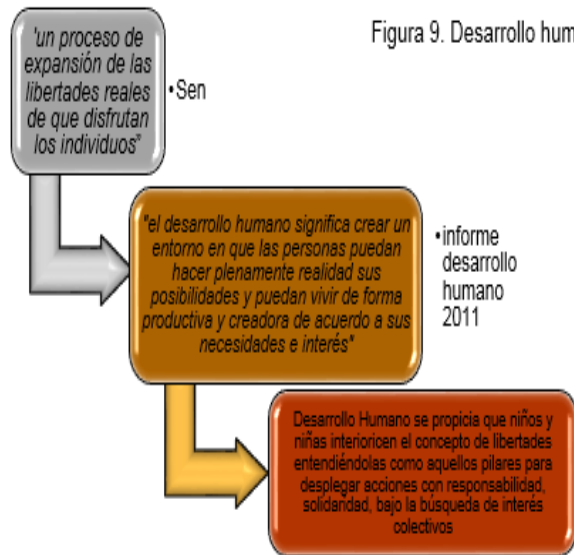 Figura 9. Desarrollo hum
'un proceso de
expansión de las
libertades reales
de que disfrutan
los individuos"
•Sen
"el desarrollo humano significa crear un
entorno en que las personas puedan
hacer plenamente realidad sus
posibilidades y puedan vivir de forma
productiva y creadora de acuerdo a sus
necesidades e interés"
•informe
desarrollo
humano
2011
Desarrollo Humano se propicia que niños y
niñas interioricen el concepto de libertades
entendiéndolas como aquellos pilares para
desplegar acciones con responsabilidad,
solidaridad, bajo la búsqueda de interés
colectivos